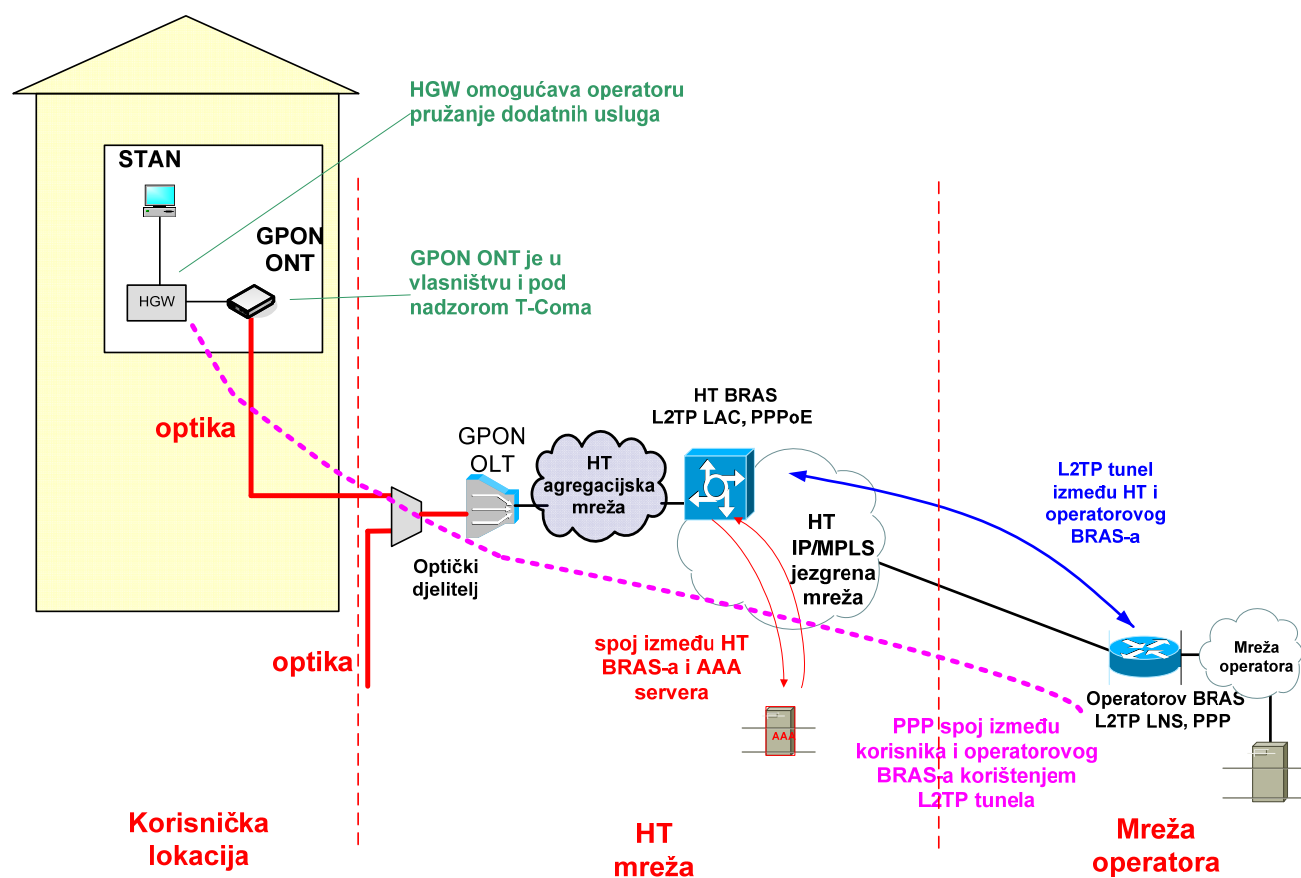 HGW omogućava operatoru
pružanje dodatnih usluga
STAN
GPON
ONT
HGW
GPON ONT je u
vlasništvu i pod
nadzorom T-Coma
optika
optika
GPON
OLT
Optički
djelitelj
HT
agregacijska
mreža
HT BRAS
L2TP LAC, PPPoE
HT
IP/MPLS
jezgrena
mreža
spoj između HT
BRAS-a i AAA
servera
AAA
L2TP tunel
između HT i
operatorovog
BRAS-a
Mreža
operatora
Operatorov BRAS
L2TP LNS, PPP
PPP spoj između
korisnika i operatorovog
BRAS-a korištenjem
L2TP tunela
Korisnička
lokacija
HT
mreža
Mreža
operatora